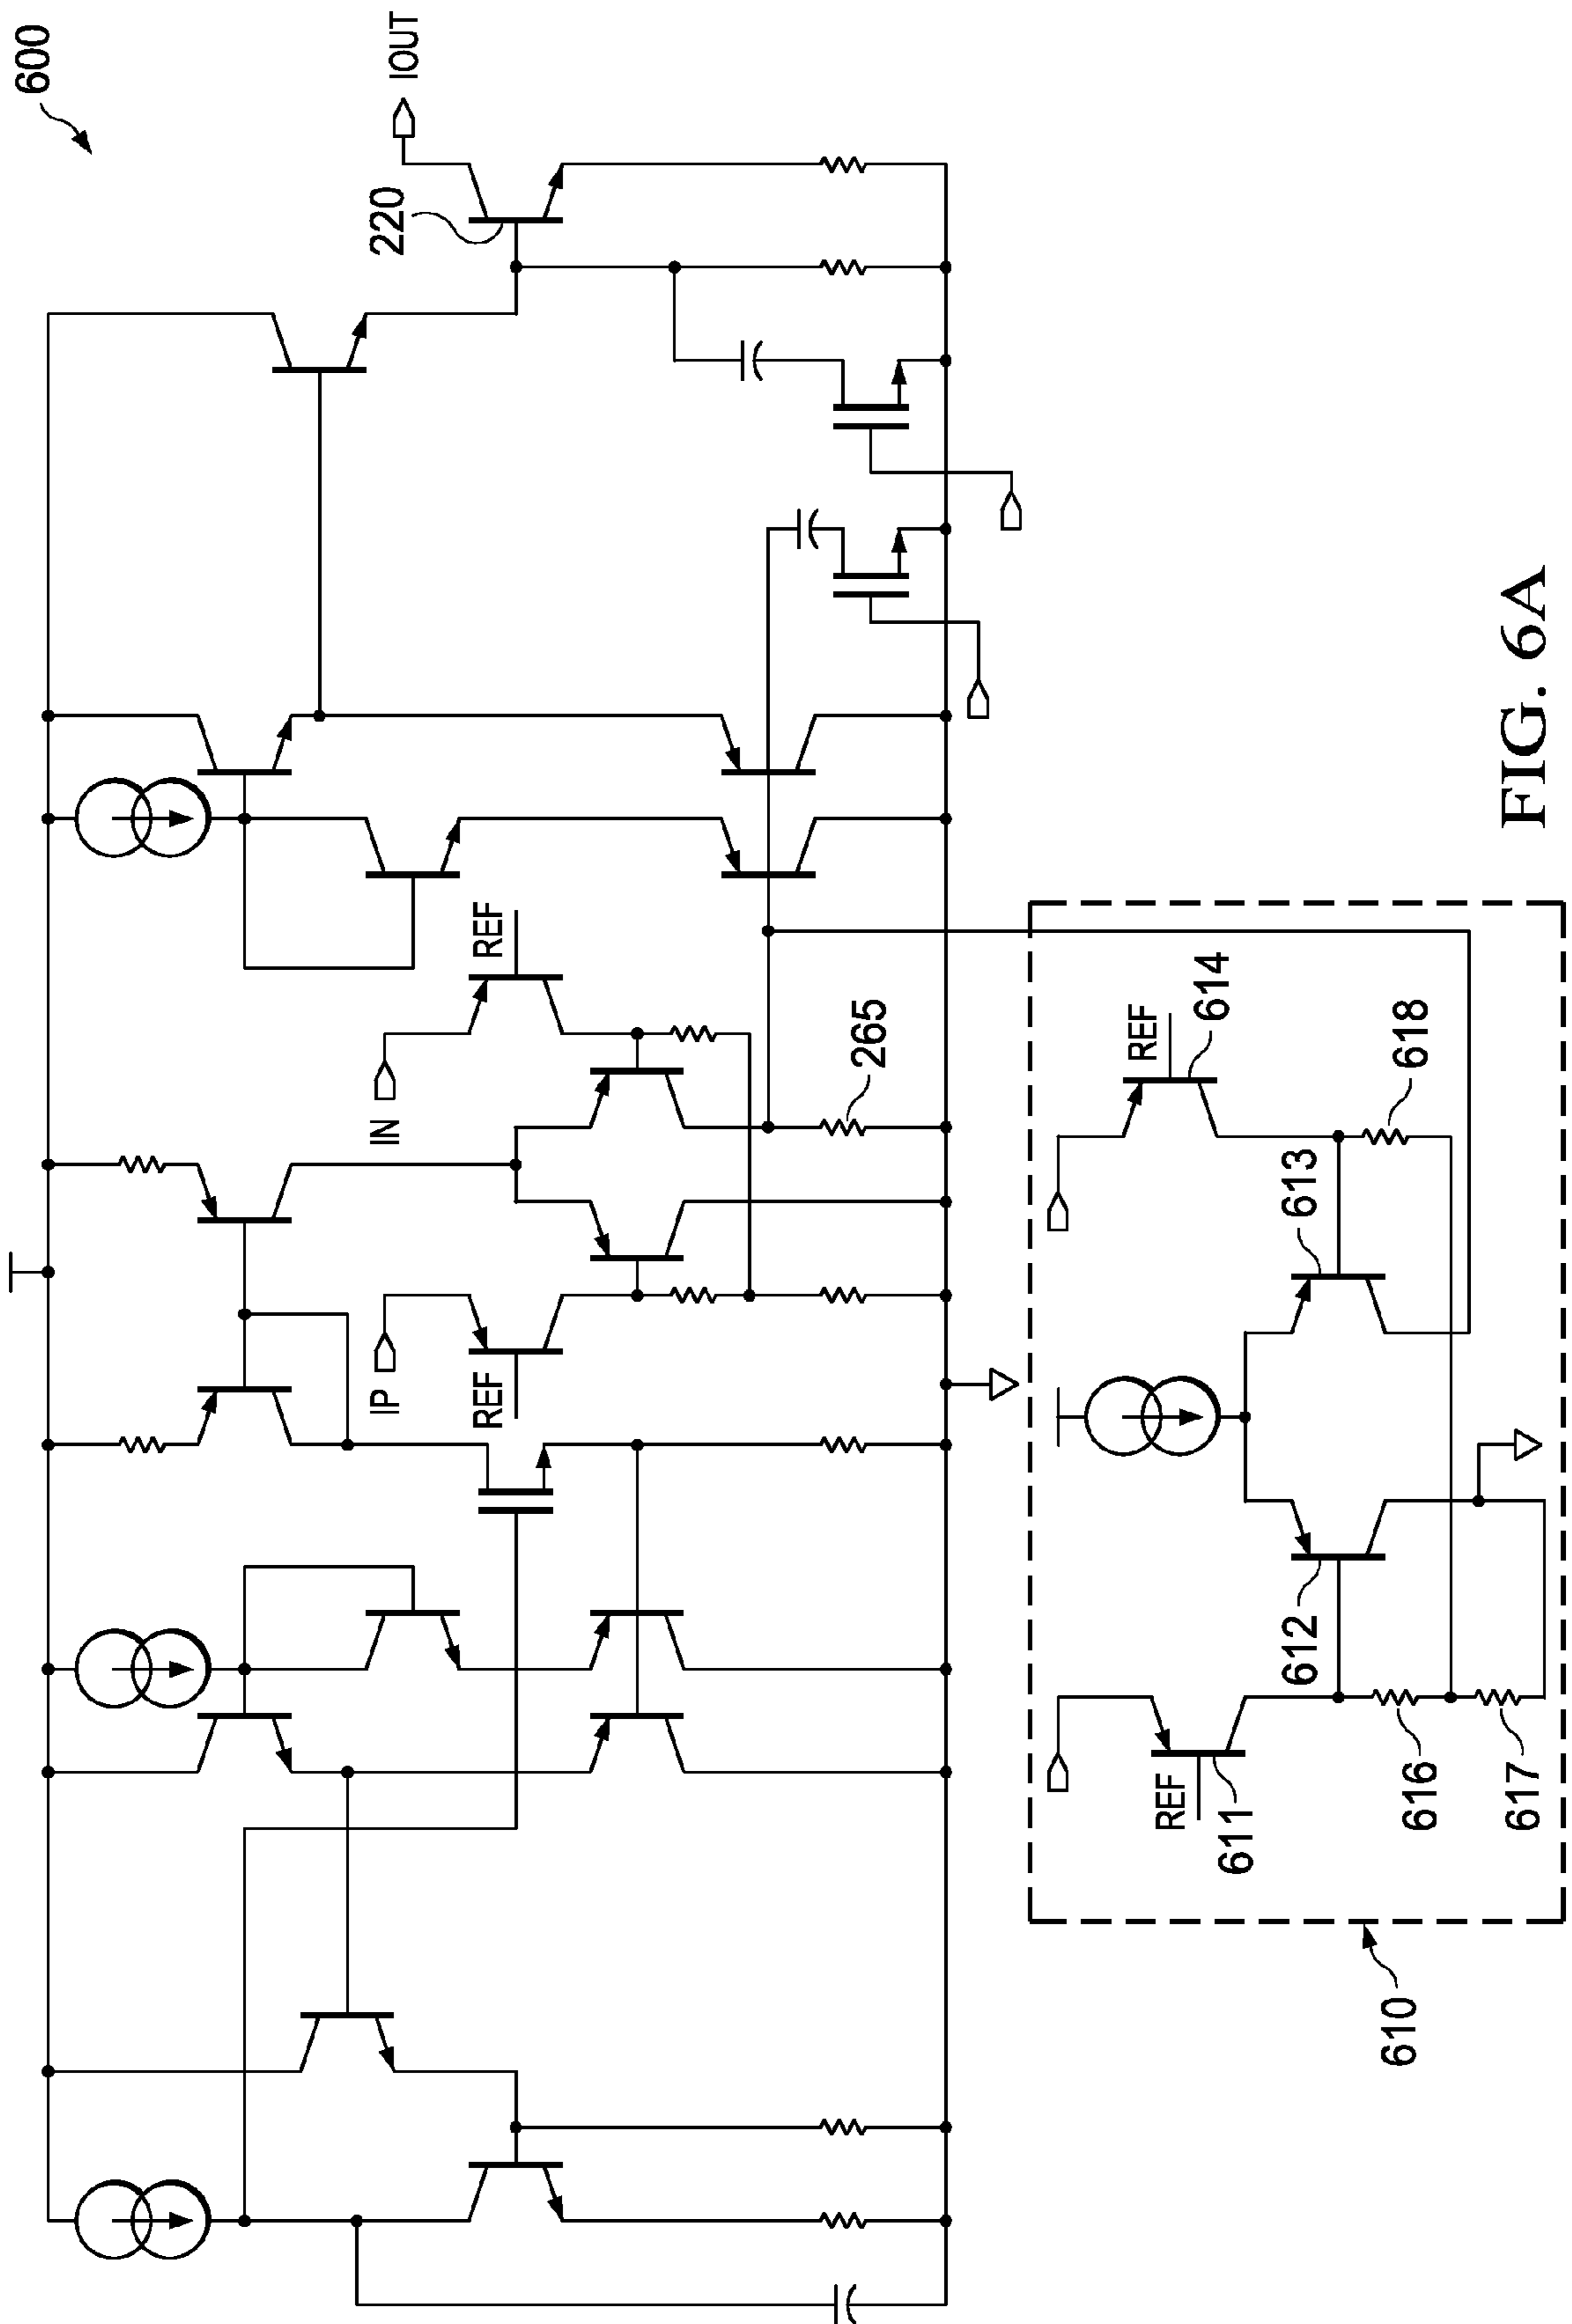 600
IOUT
220
REF
IN
265
IP
REF
REF
614
618
613
612
REF
611
616
617
610
FIG. 6A